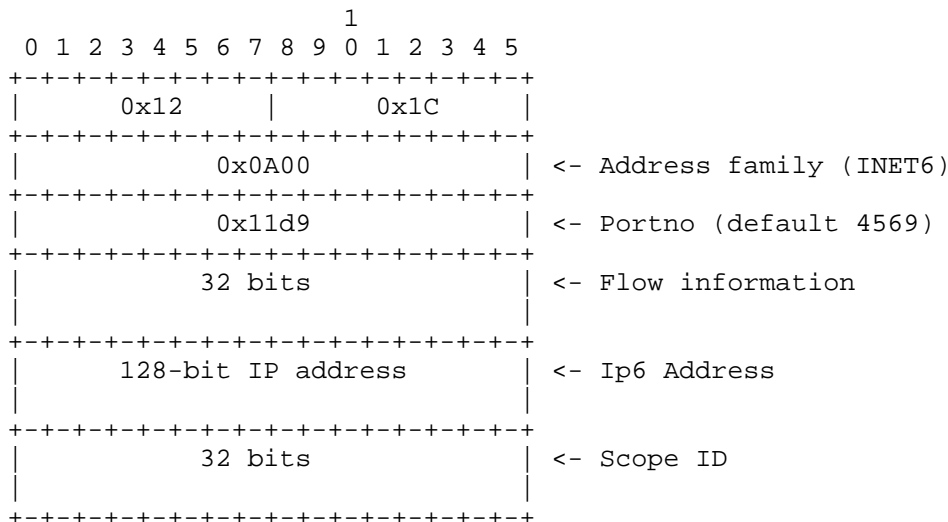 1
 0 1 2 3 4 5 6 7 8 9 0 1 2 3 4 5
+-+-+-+-+-+-+-+-+-+-+-+-+-+-+-+-+
|      0x12     |      0x1C     |
+-+-+-+-+-+-+-+-+-+-+-+-+-+-+-+-+
|            0x0A00             | <- Address family (INET6)
+-+-+-+-+-+-+-+-+-+-+-+-+-+-+-+-+
|            0x11d9             | <- Portno (default 4569)
+-+-+-+-+-+-+-+-+-+-+-+-+-+-+-+-+
|           32 bits             | <- Flow information
|                               |
+-+-+-+-+-+-+-+-+-+-+-+-+-+-+-+-+
|      128-bit IP address       | <- Ip6 Address
|                               |
+-+-+-+-+-+-+-+-+-+-+-+-+-+-+-+-+
|           32 bits             | <- Scope ID
|                               |
+-+-+-+-+-+-+-+-+-+-+-+-+-+-+-+-+